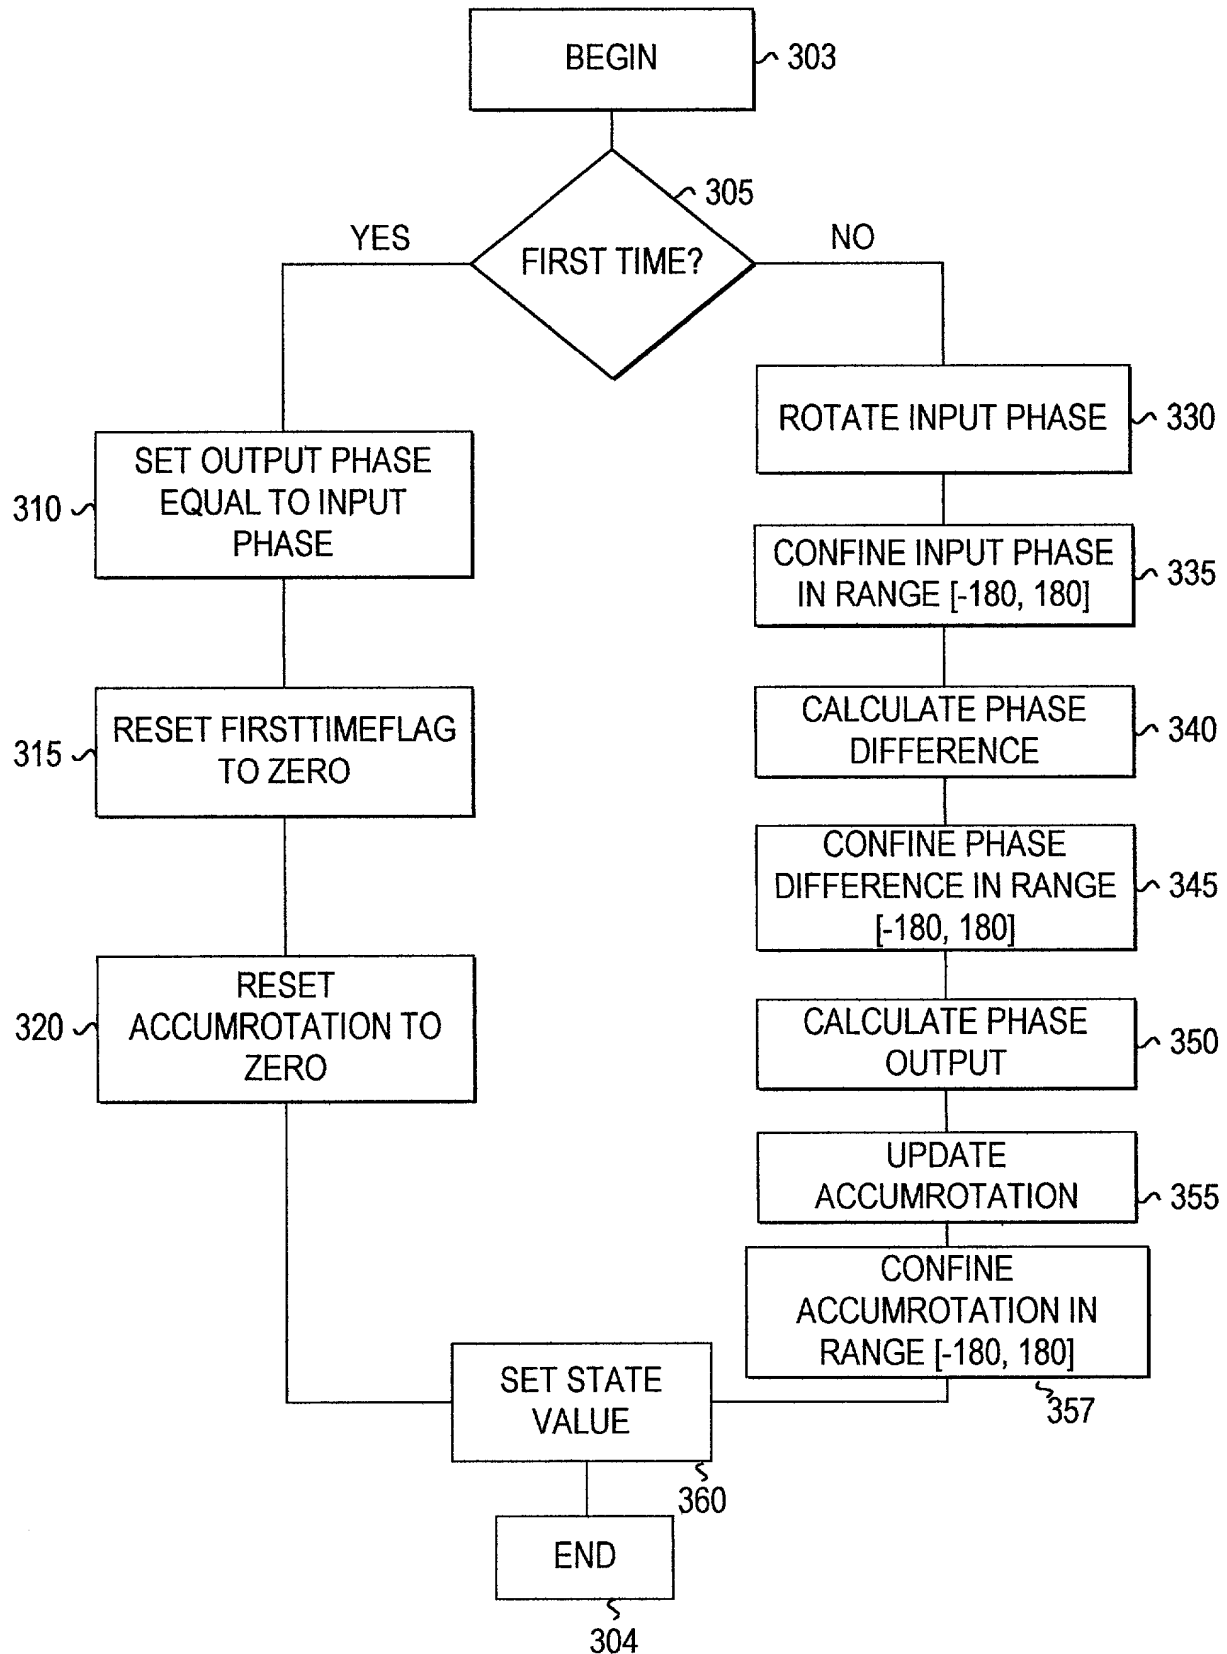 BEGIN
303
305
FIRST TIME?
YES
NO
SET OUTPUT PHASE
EQUAL TO INPUT
PHASE
310
RESET FIRSTTIMEFLAG
TO ZERO
315
RESET
ACCUMROTATION TO
ZERO
320
ROTATE INPUT PHASE
330
CONFINE INPUT PHASE
IN RANGE [-180, 180]
335
CALCULATE PHASE
DIFFERENCE
340
CONFINE PHASE
DIFFERENCE IN RANGE
[-180, 180]
345
CALCULATE PHASE
OUTPUT
350
UPDATE
ACCUMROTATION
355
CONFINE
ACCUMROTATION IN
RANGE [-180, 180]
357
SET STATE
VALUE
360
END
304